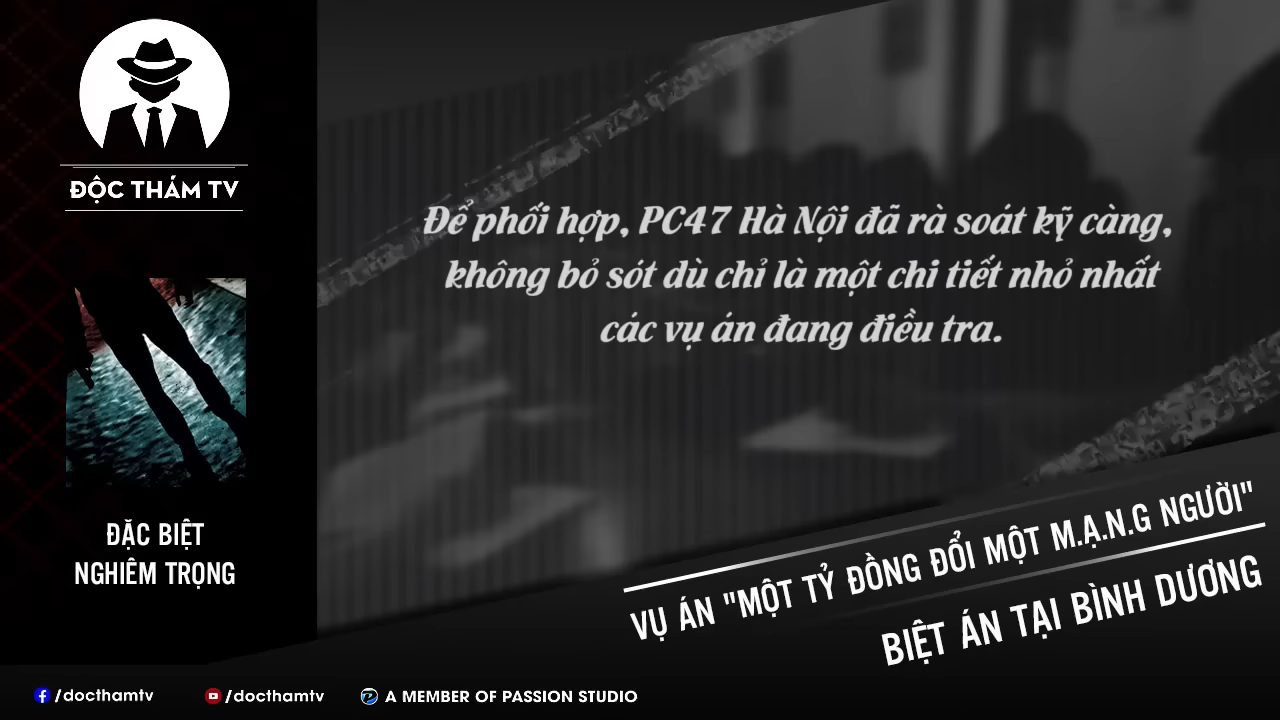 ĐỘC THÁM TV
Để phối hợp, PC47 Hà Nội đã rà soát kỹ càng,
không bỏ sót dù chỉ là một chi tiết nhỏ nhất
các vụ án đang điều tra.
ĐẶC BIỆT
NGHIÊM TRỌNG
VỤ ÁN "MỘT TỶ ĐỒNG ĐỔI MỘT M.Ạ.N.G NGƯỜI"
BIỆT ÁN TẠI BÌNH DƯƠNG
/docthamtv
/docthamtv
A MEMBER OF PASSION STUDIO